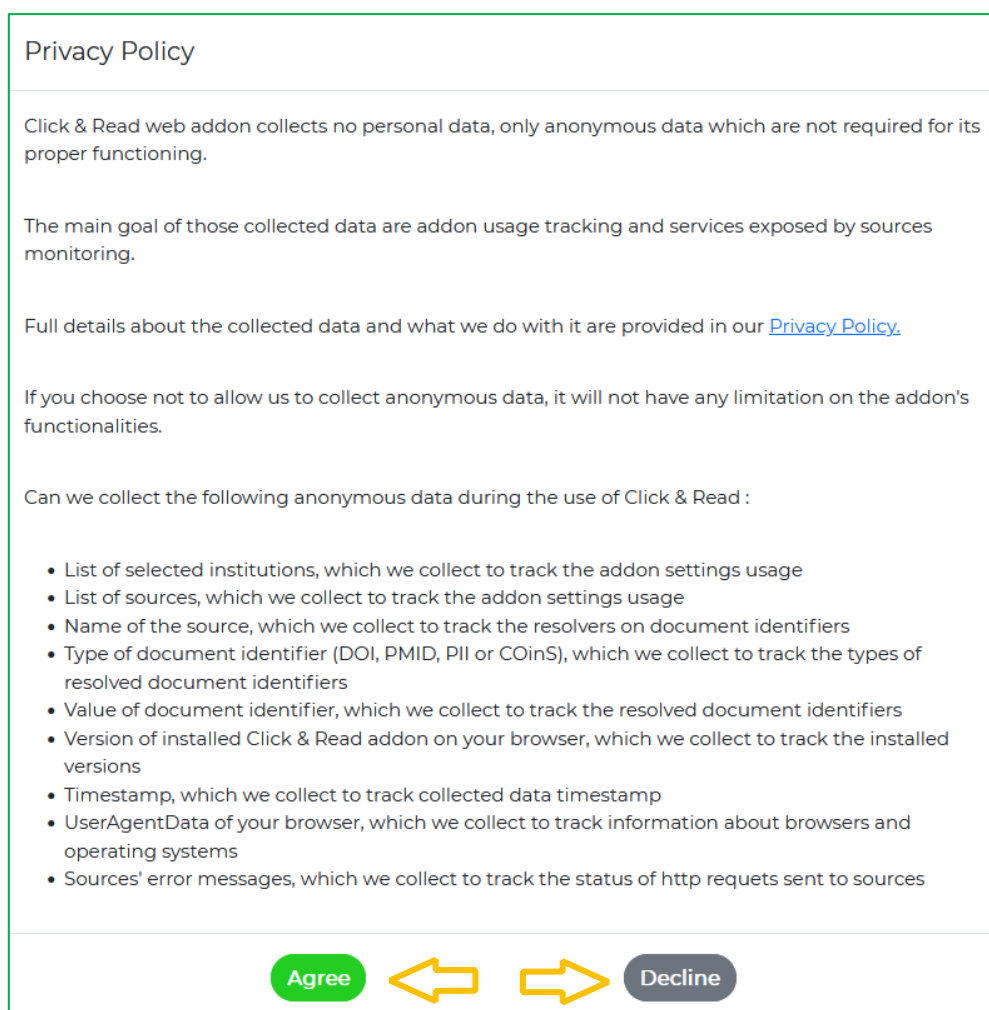 Privacy Policy
Click & Read web addon collects no personal data, only anonymous data which are not required for its
proper functioning.
The main goal of those collected data are addon usage tracking and services exposed by sources
monitoring.
Full details about the collected data and what we do with it are provided in our Privacy Policy.
If you choose not to allow us to collect anonymous data, it will not have any limitation on the addon's
functionalities.
Can we collect the following anonymous data during the use of Click & Read :
• List of selected institutions, which we collect to track the addon settings usage
• List of sources, which we collect to track the addon settings usage
• Name of the source, which we collect to track the resolvers on document identifiers
• Type of document identifier (DOI, PMID, PII or COinS), which we collect to track the types of
resolved document identifiers
• Value of document identifier, which we collect to track the resolved document identifiers
• Version of installed Click & Read addon on your browser, which we collect to track the installed
versions
• Timestamp, which we collect to track collected data timestamp
• UserAgentData of your browser, which we collect to track information about browsers and
operating systems
• Sources' error messages, which we collect to track the status of http requets sent to sources
Agree Decline